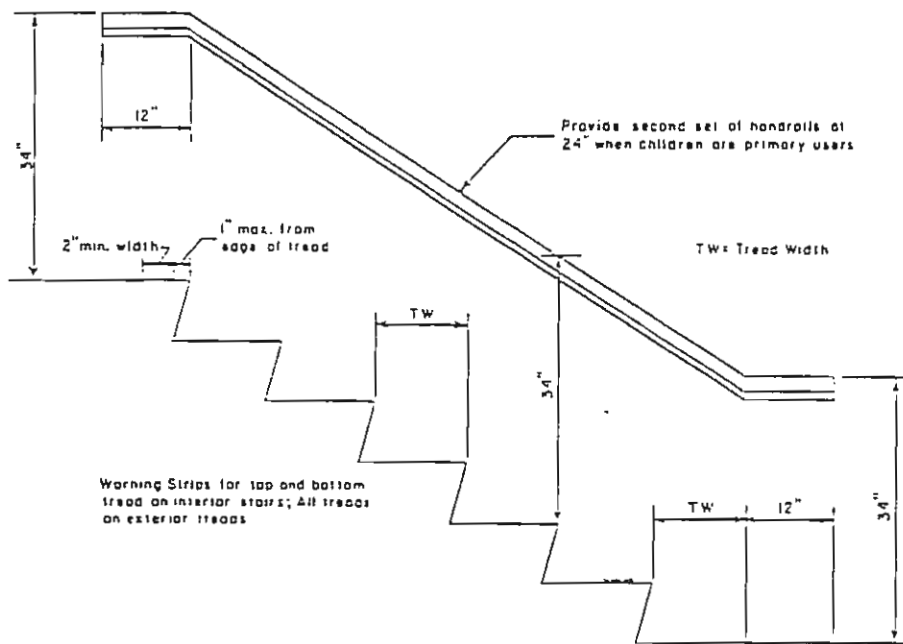 12"
34"
Provide second set of handrails at
24" when children are primary users
1" max. from
edge of tread
2" min. width
TW= Tread Width
TW
34"
Warning Strips for top and bottom
tread on interior stairs; All treads
on exterior treads
TW
12"
34"